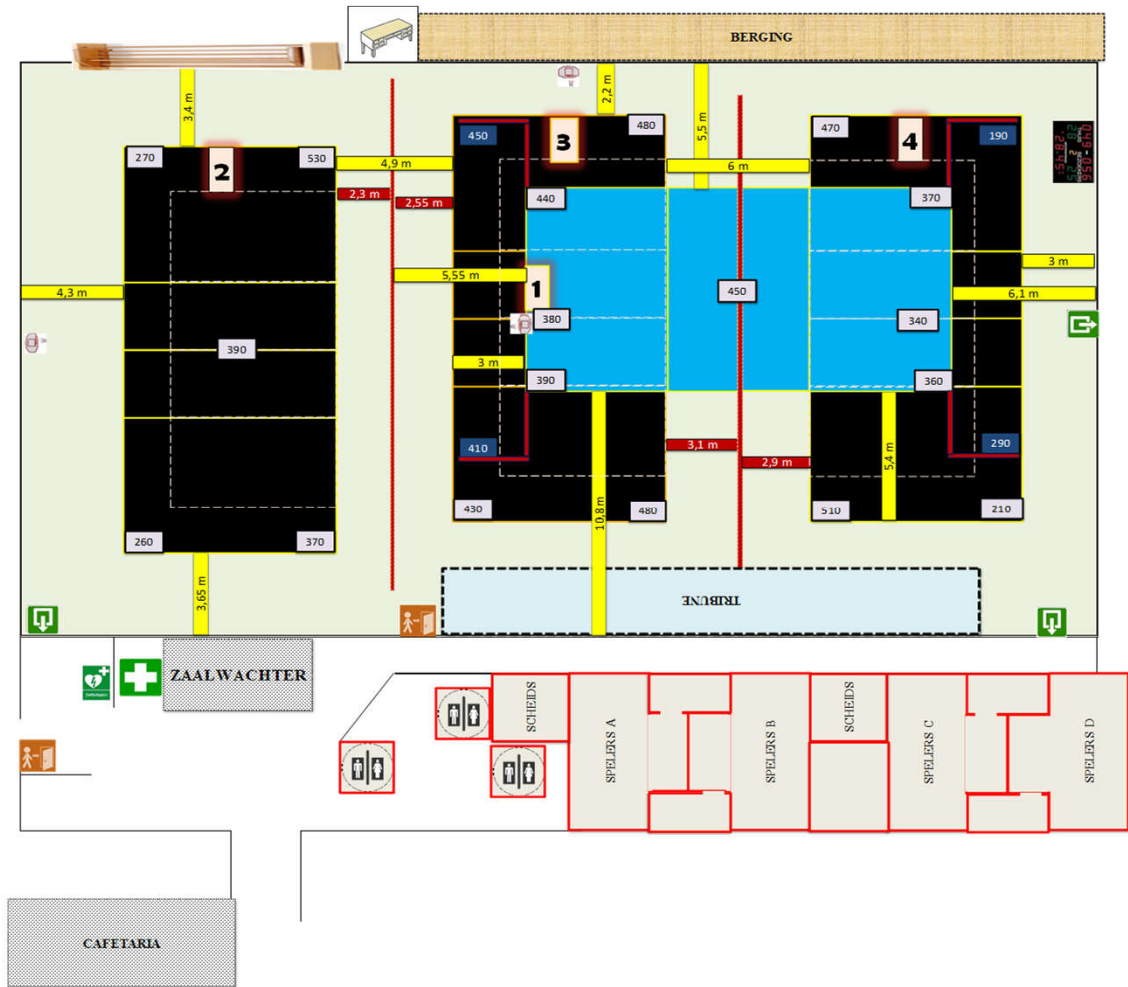 BERGING
3,4 m
2,2 m
5,5 m
450
3
480
470
4
190
270
2
530
4,9 m
6 m
2,3 m
2,55 m
440
370
5,55 m
1
450
3 m
4,3 m
6,1 m
380
340
390
3 m
390
360
410
3,1 m
5,4 m
290
2,9 m
430
10,8 m
480
510
210
260
370
3,65 m
TRIBUNE
ZAALWACHTER
SCHEIDS
SPELERS A
SPELERS B
SCHEIDS
SPELERS C
SPELERS D
CAFETARIA